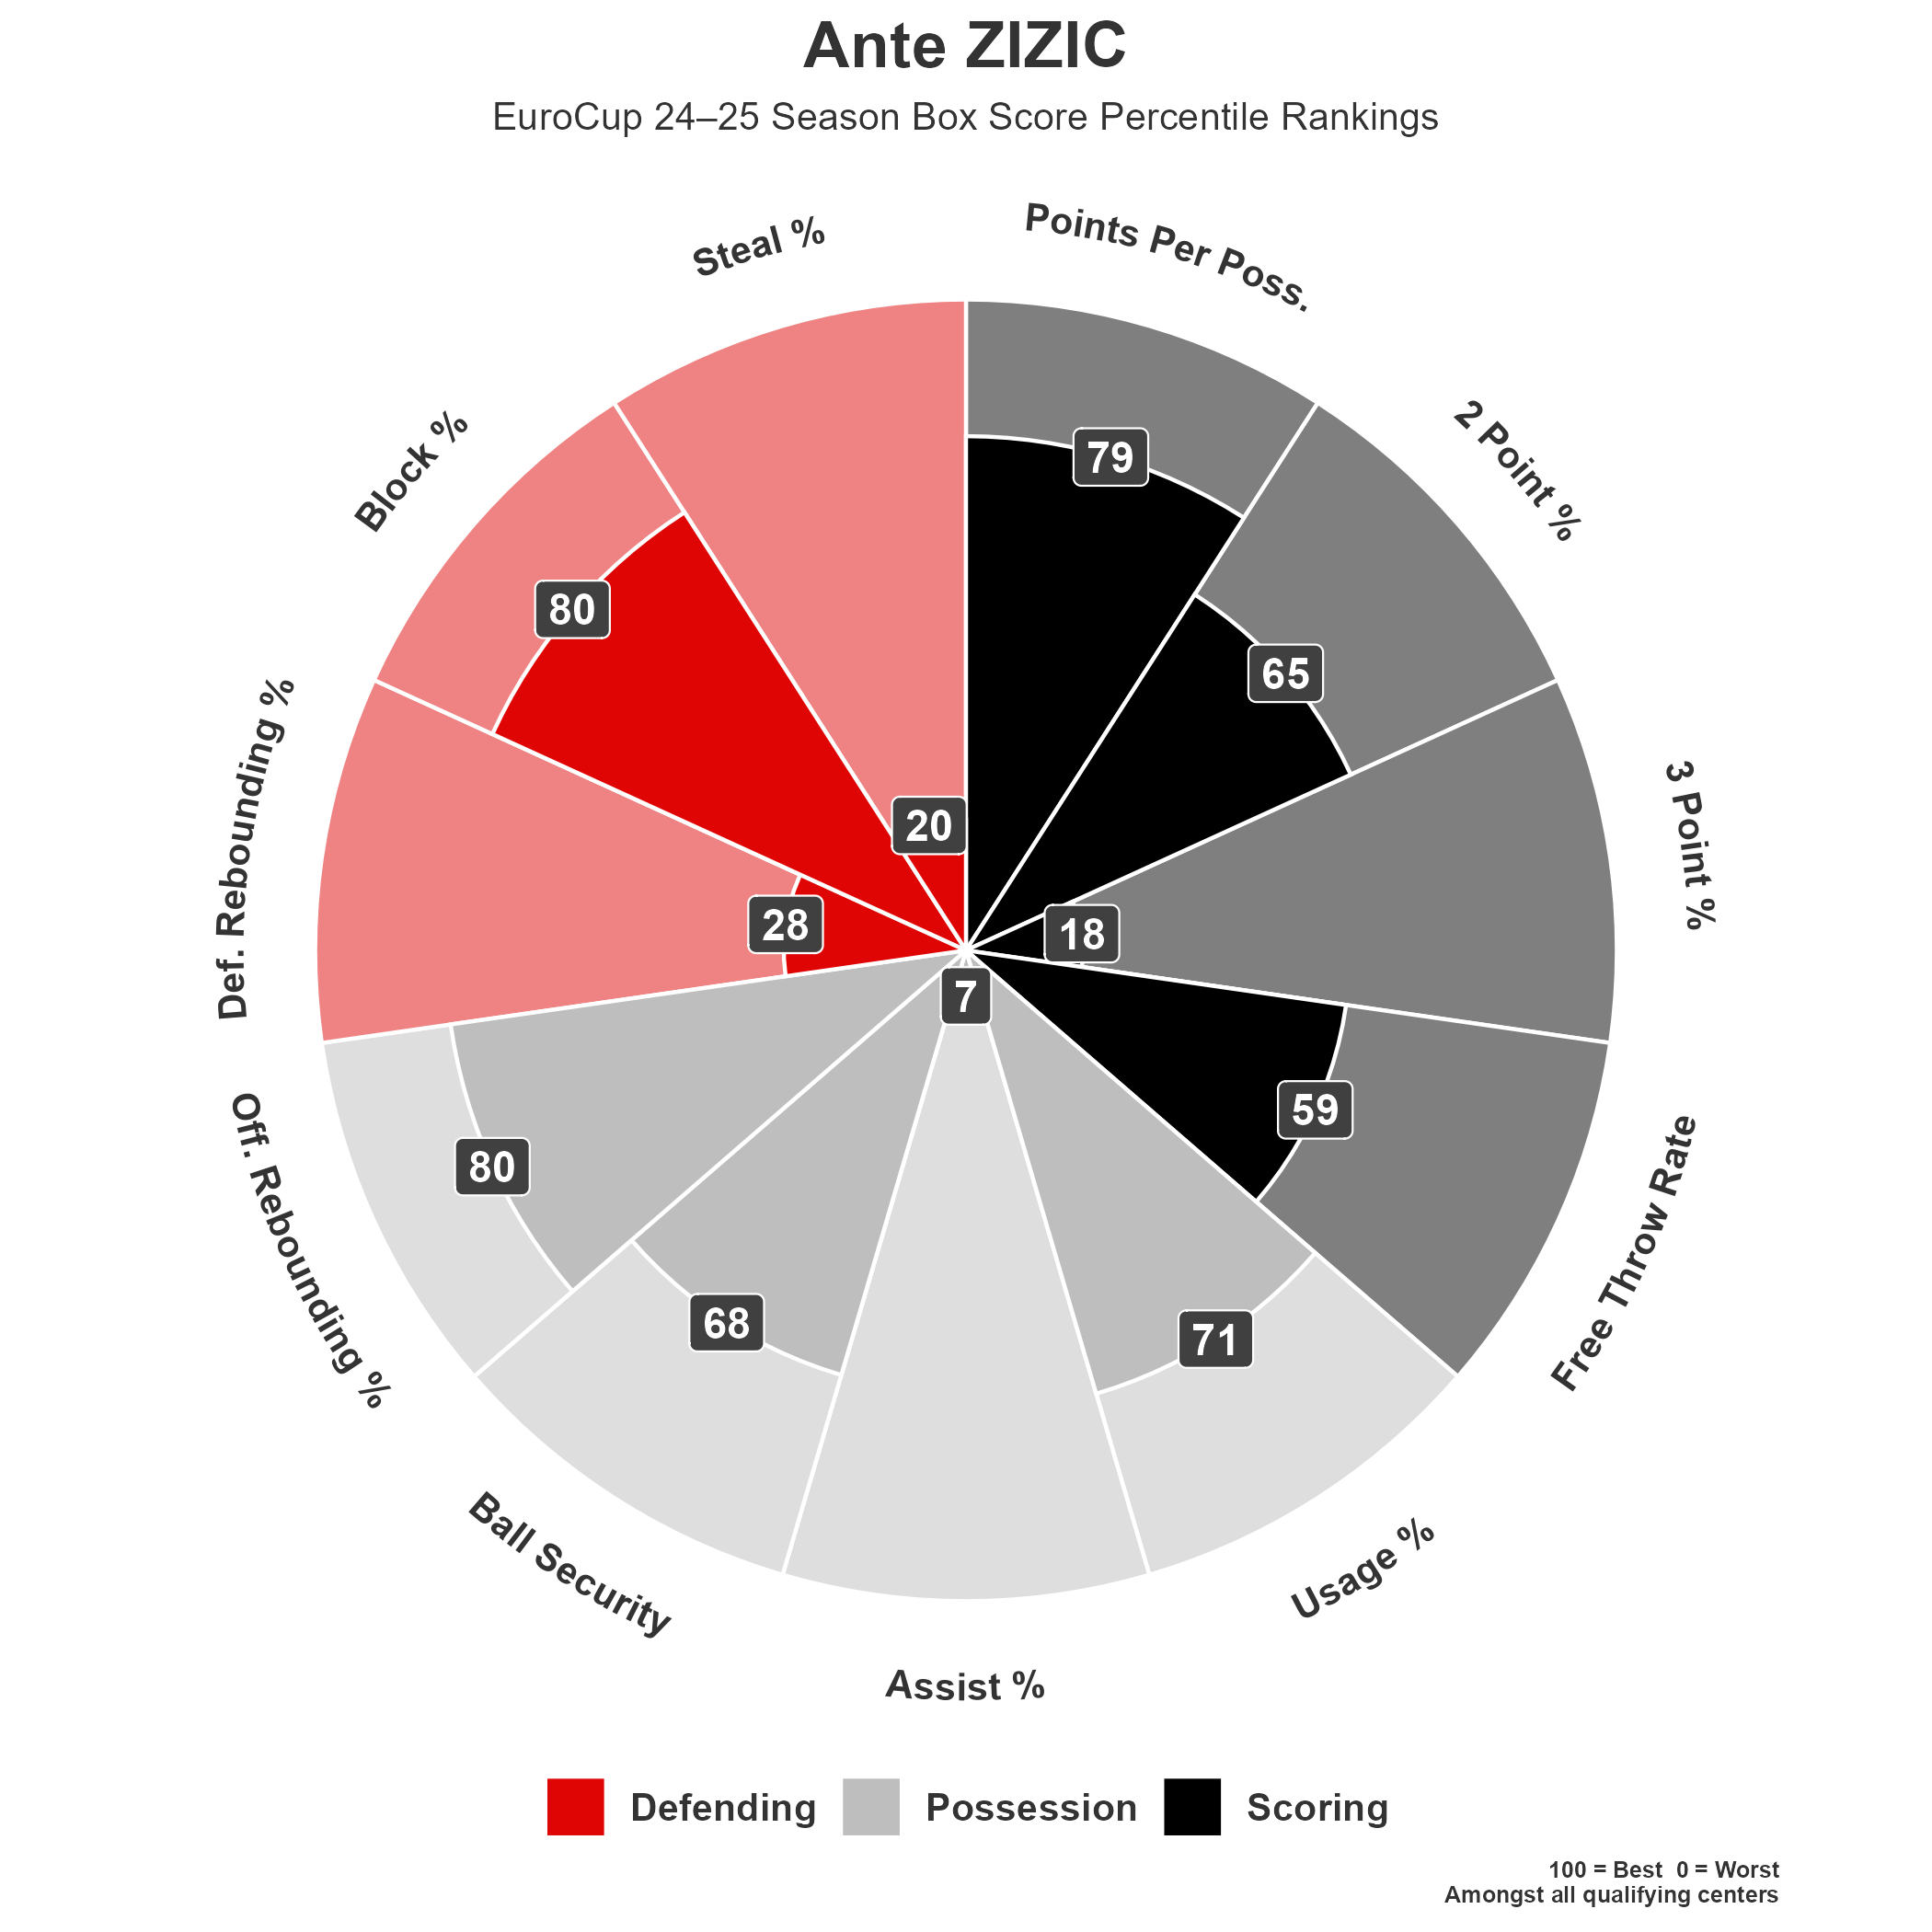 Ante ZIZIC
EuroCup 24–25 Season Box Score Percentile Rankings
Steal %
Points Per Poss.
Block %
2 Point %
Def. Rebounding %
3 Point %
Off. Rebounding %
Free Throw Rate
Ball Security
Usage %
Assist %
79
65
80
20
28
18
7
59
80
68
71
Defending
Possession
Scoring
100 = Best  0 = Worst
Amongst all qualifying centers